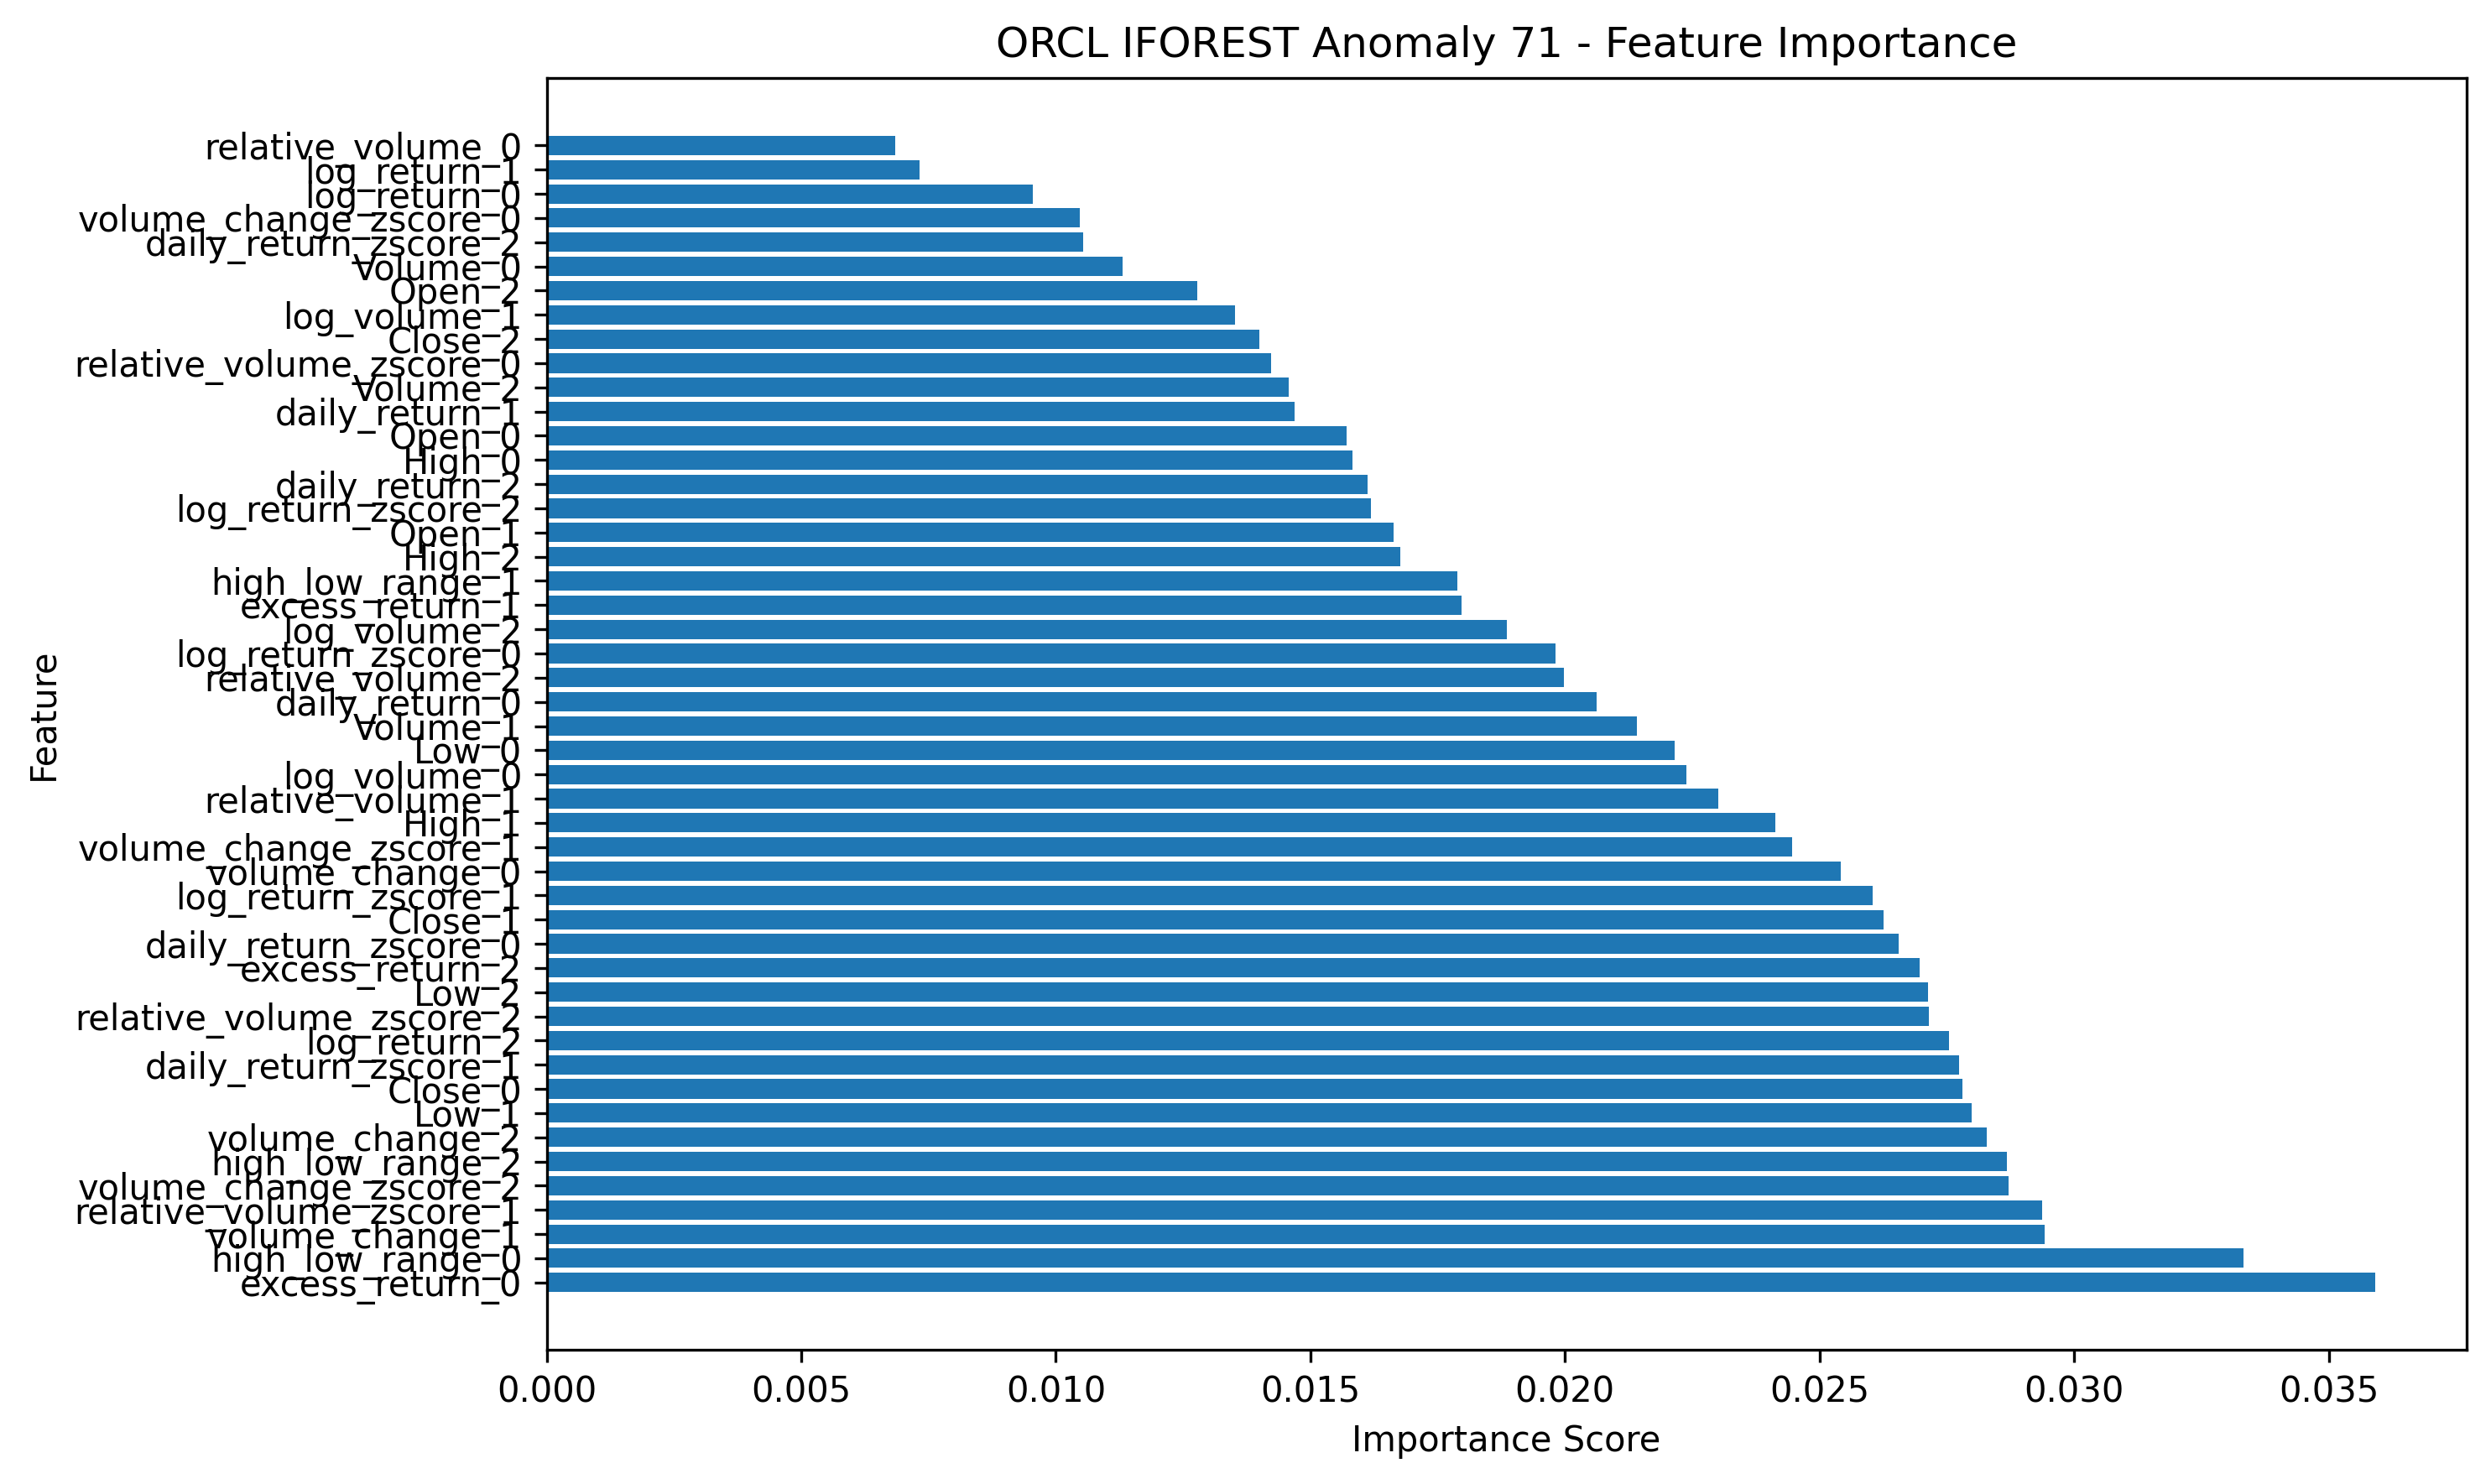 ORCL IFOREST Anomaly 71 - Feature Importance
relative_volume_0
log_return_1
log_return_0
volume_change_zscore_0
daily_return_zscore_2
Volume_0
Open_2
log_volume_1
Close_2
relative_volume_zscore_0
Volume_2
daily_return_1
Open_0
High_0
daily_return_2
log_return_zscore_2
Open_1
High_2
high_low_range_1
excess_return_1
log_volume_2
log_return_zscore_0
relative_volume_2
daily_return_0
Volume_1
Low_0
log_volume_0
relative_volume_1
High_1
volume_change_zscore_1
volume_change_0
log_return_zscore_1
Close_1
daily_return_zscore_0
excess_return_2
Low_2
relative_volume_zscore_2
log_return_2
daily_return_zscore_1
Close_0
Low_1
volume_change_2
high_low_range_2
volume_change_zscore_2
relative_volume_zscore_1
volume_change_1
high_low_range_0
excess_return_0
Feature
0.000 0.005 0.010 0.015 0.020 0.025 0.030 0.035
Importance Score